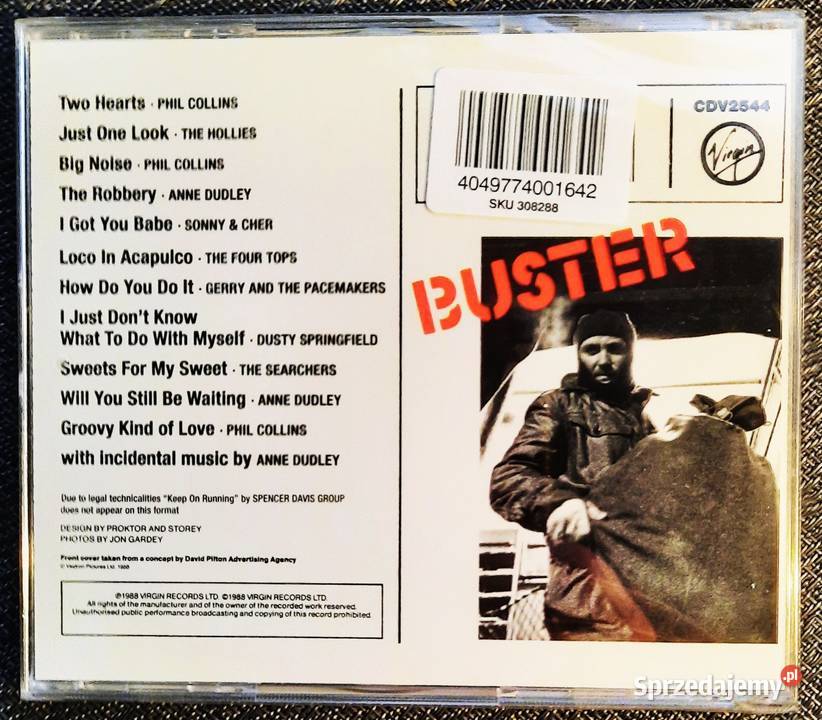 Two Hearts · PHIL COLLINS
Just One Look · THE HOLLIES
Big Noise · PHIL COLLINS
The Robbery · ANNE DUDLEY
I Got You Babe · SONNY & CHER
Loco In Acapulco · THE FOUR TOPS
How Do You Do It · GERRY AND THE PACEMAKERS
I Just Don't Know
What To Do With Myself · DUSTY SPRINGFIELD
Sweets For My Sweet · THE SEARCHERS
Will You Still Be Waiting · ANNE DUDLEY
Groovy Kind of Love · PHIL COLLINS
with incidental music by ANNE DUDLEY
Due to legal technicalities "Keep On Running" by SPENCER DAVIS GROUP
does not appear on this format
DESIGN BY PROKTOR AND STOREY
PHOTOS BY JON GARDEY
Front cover taken from a concept by David Pilton Advertising Agency
© Vestron Pictures Ltd. 1988
℗1988 VIRGIN RECORDS LTD. ©1988 VIRGIN RECORDS LTD.
All rights of the manufacturer and of the owner of the recorded work reserved.
Unauthorised public performance broadcasting and copying of this record prohibited.
4049774001642
SKU 308288
CDV2544
Virgin
BUSTER
Sprzedajemy.pl